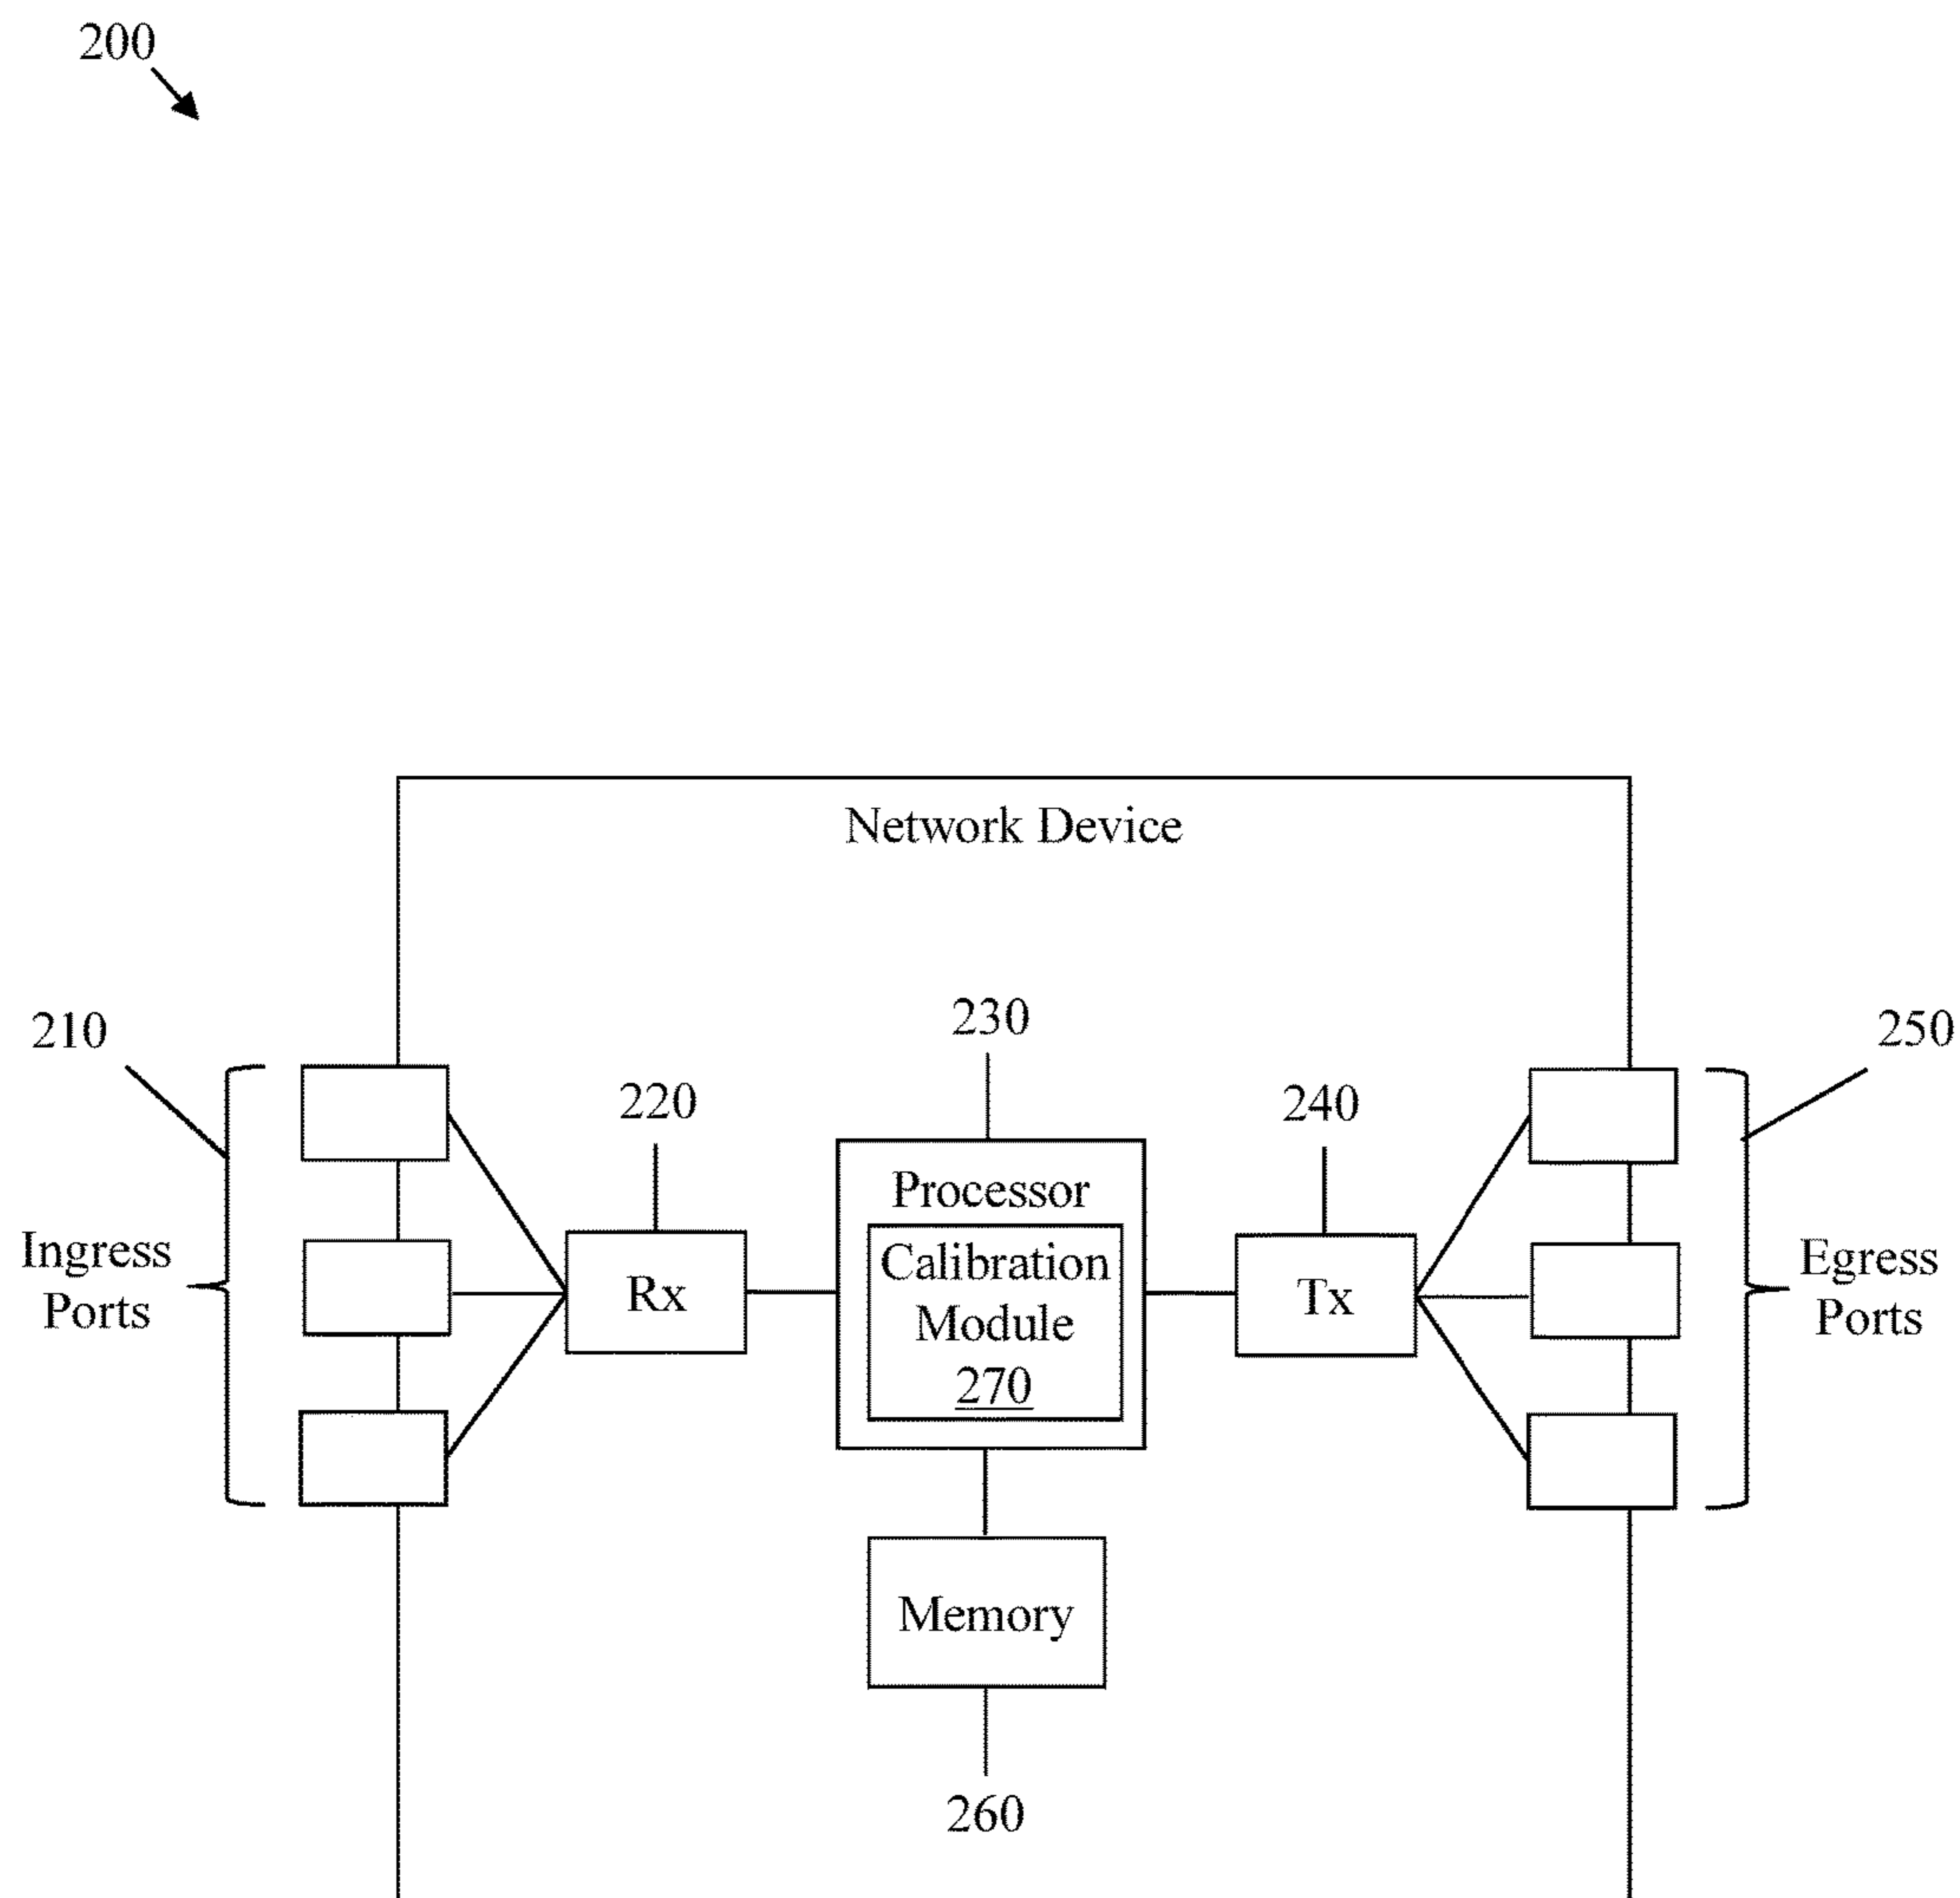 200
Network Device
210
230
250
220
240
Processor
Calibration
Module
270
Ingress
Ports
Rx
Tx
Egress
Ports
Memory
260